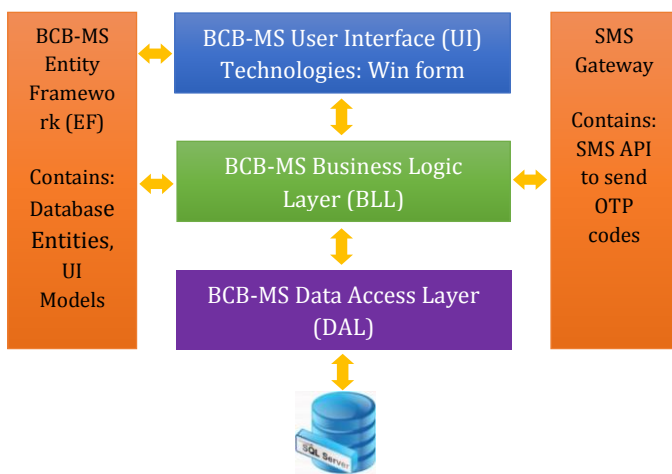 BCB-MS
Entity
Framewo
rk (EF)
Contains:
Database
Entities,
UI
Models
BCB-MS User Interface (UI)
Technologies: Win form
BCB-MS Business Logic
Layer (BLL)
BCB-MS Data Access Layer
(DAL)
SQL Server
SMS
Gateway
Contains:
SMS API
to send
OTP
codes